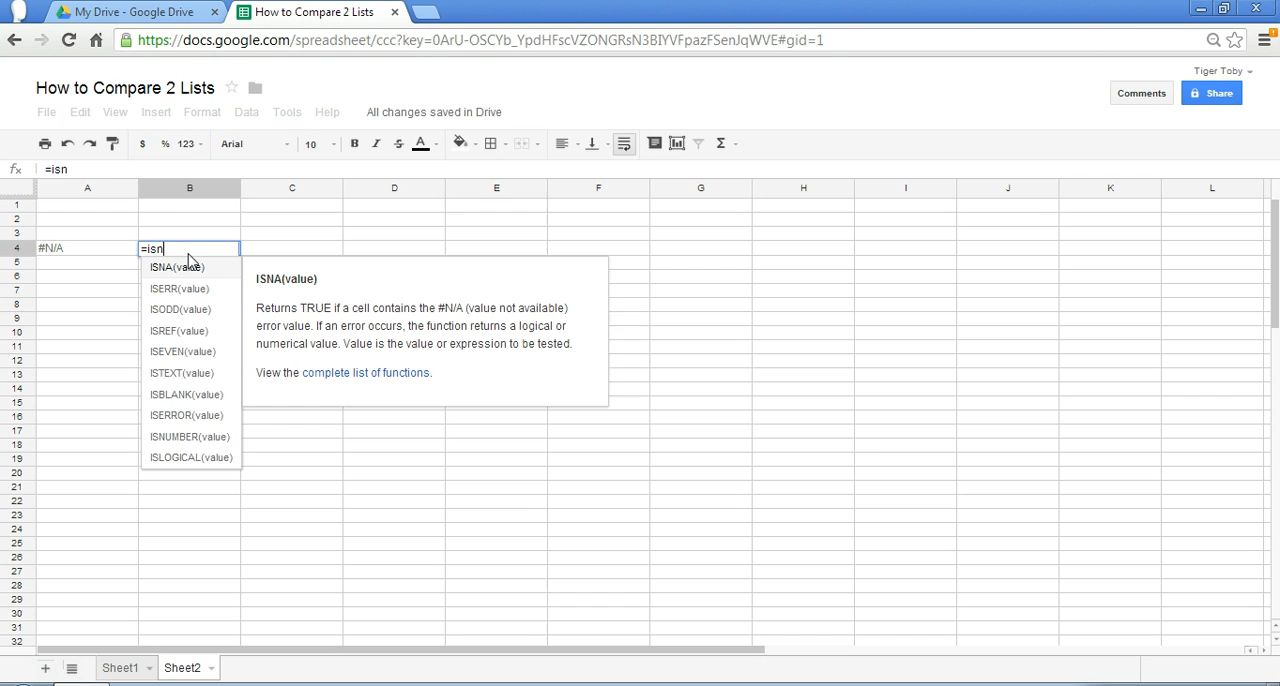 My Drive - Google Drive × How to Compare 2 Lists ×
https://docs.google.com/spreadsheet/ccc?key=0ArU-OSCYb_YpdHFscVZONGRsN3BIYVFpazFSenJqWVE#gid=1
Tiger Toby
How to Compare 2 Lists
Comments Share
File Edit View Insert Format Data Tools Help All changes saved in Drive
$ % 123 Arial 10 B I S A Σ
fx =isn
A B C D E F G H I J K L
1
2
3
4 #N/A =isn
5
6
7
8
9
10
11
12
13
14
15
16
17
18
19
20
21
22
23
24
25
26
27
28
29
30
31
32
ISNA(value)
ISERR(value)
ISODD(value)
ISREF(value)
ISEVEN(value)
ISTEXT(value)
ISBLANK(value)
ISERROR(value)
ISNUMBER(value)
ISLOGICAL(value)
ISNA(value)
Returns TRUE if a cell contains the #N/A (value not available)
error value. If an error occurs, the function returns a logical or
numerical value. Value is the value or expression to be tested.
View the complete list of functions.
+ Sheet1 Sheet2